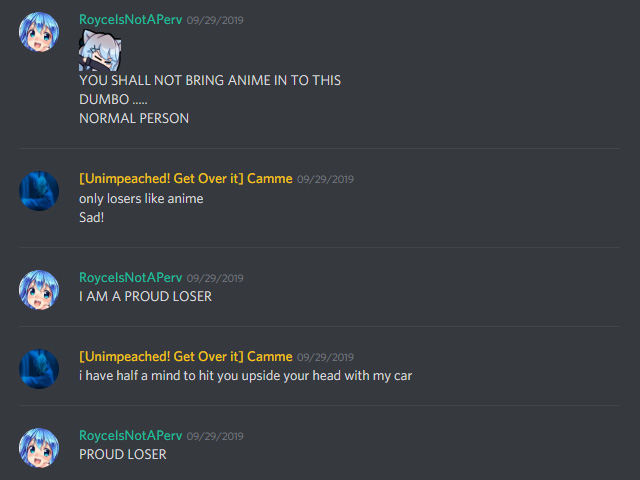 RoyceIsNotAPerv 09/29/2019
YOU SHALL NOT BRING ANIME IN TO THIS
DUMBO .....
NORMAL PERSON
[Unimpeached! Get Over it] Camme 09/29/2019
only losers like anime
Sad!
RoyceIsNotAPerv 09/29/2019
I AM A PROUD LOSER
[Unimpeached! Get Over it] Camme 09/29/2019
i have half a mind to hit you upside your head with my car
RoyceIsNotAPerv 09/29/2019
PROUD LOSER